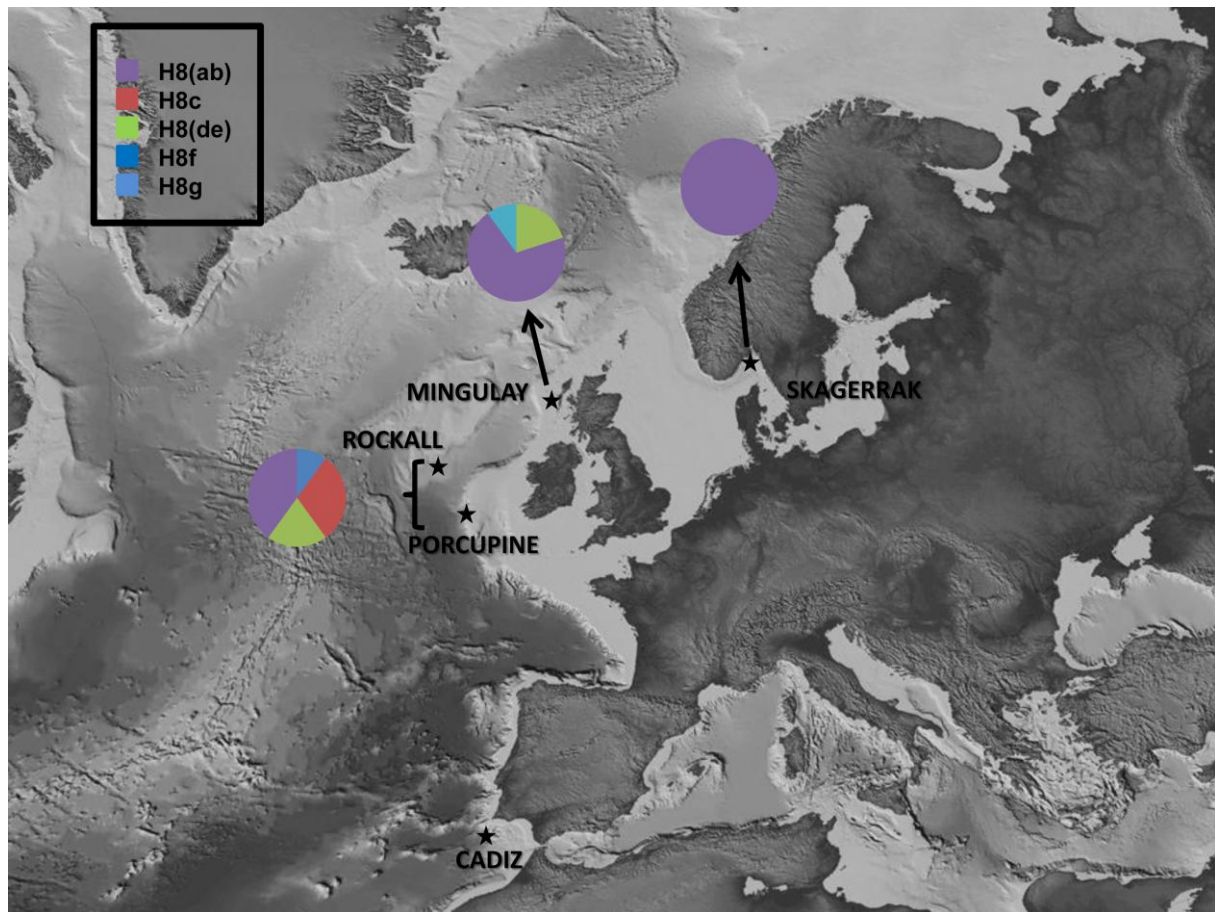 H8(ab)
H8c
H8(de)
H8f
H8g
MINGULAY
SKAGERRAK
ROCKALL
PORCUPINE
CADIZ